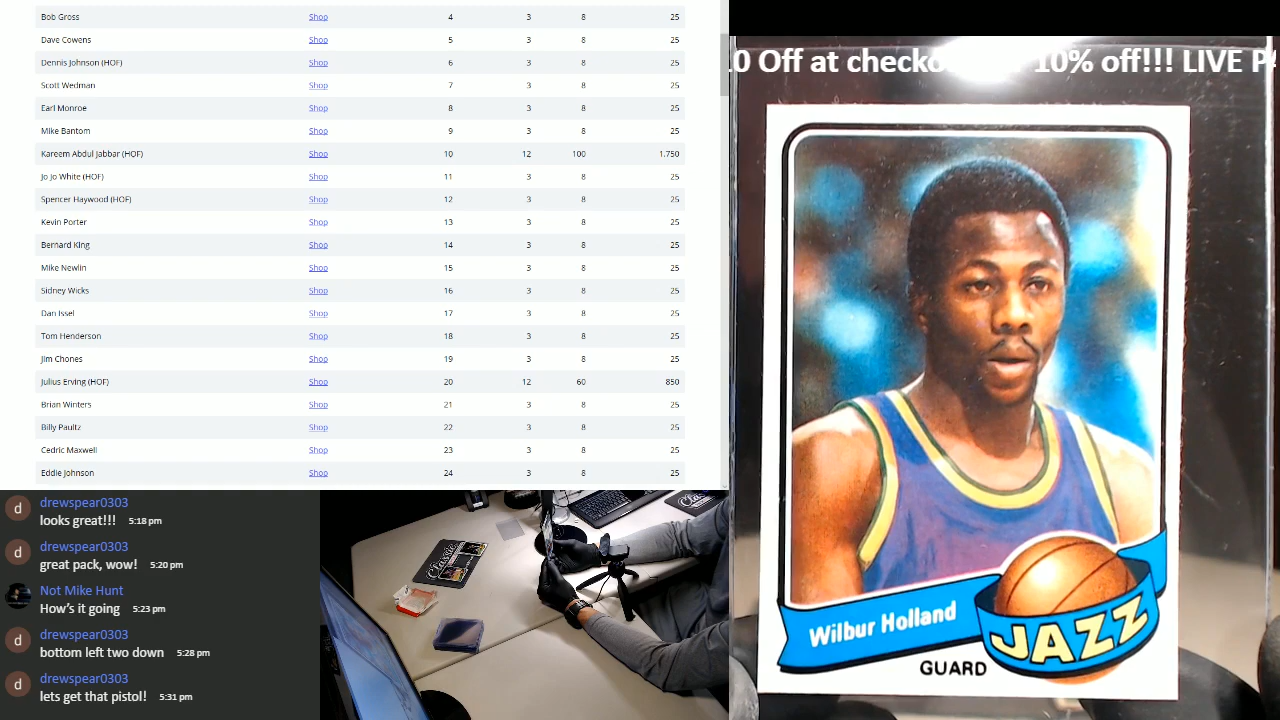 Bob Gross Shop 4 3 8 25
Dave Cowens Shop 5 3 8 25
Dennis Johnson (HOF) Shop 6 3 8 25
Scott Wedman Shop 7 3 8 25
Earl Monroe Shop 8 3 8 25
Mike Bantom Shop 9 3 8 25
Kareem Abdul Jabbar (HOF) Shop 10 12 100 1.750
Jo Jo White (HOF) Shop 11 3 8 25
Spencer Haywood (HOF) Shop 12 3 8 25
Kevin Porter Shop 13 3 8 25
Bernard King Shop 14 3 8 25
Mike Newlin Shop 15 3 8 25
Sidney Wicks Shop 16 3 8 25
Dan Issel Shop 17 3 8 25
Tom Henderson Shop 18 3 8 25
Jim Chones Shop 19 3 8 25
Julius Erving (HOF) Shop 20 12 60 850
Brian Winters Shop 21 3 8 25
Billy Paultz Shop 22 3 8 25
Cedric Maxwell Shop 23 3 8 25
Eddie Johnson Shop 24 3 8 25
d drewspear0303
looks great!!! 5:18 pm
d drewspear0303
great pack, wow! 5:20 pm
Not Mike Hunt
How's it going 5:23 pm
d drewspear0303
bottom left two down 5:28 pm
d drewspear0303
lets get that pistol! 5:31 pm
0 Off at checko 10% off!!! LIVE P
Wilbur Holland
JAZZ
GUARD